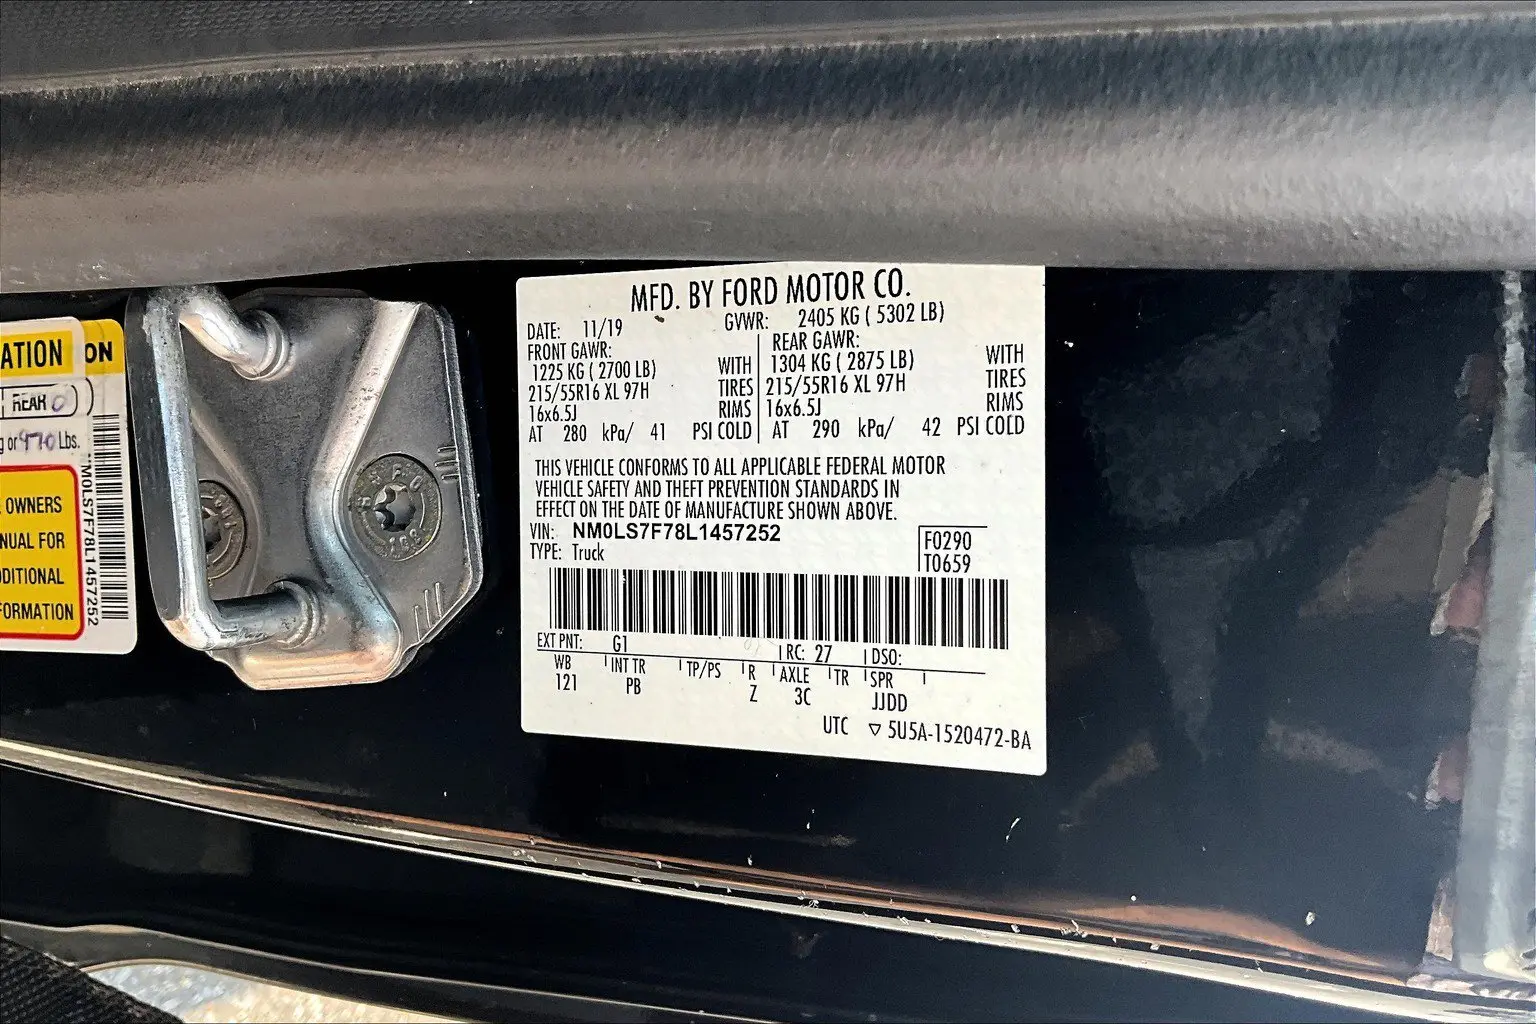 ATION
ON
REAR 0
g or 970 Lbs.
OWNERS
NUAL FOR
DDITIONAL
FORMATION
NM0LS7F78L1457252
MFD. BY FORD MOTOR CO.
DATE: 11/19 GVWR: 2405 KG ( 5302 LB)
FRONT GAWR: REAR GAWR:
1225 KG ( 2700 LB) WITH 1304 KG ( 2875 LB) WITH
215/55R16 XL 97H TIRES 215/55R16 XL 97H TIRES
16x6.5J RIMS 16x6.5J RIMS
AT 280 kPa/ 41 PSI COLD AT 290 kPa/ 42 PSI COLD
THIS VEHICLE CONFORMS TO ALL APPLICABLE FEDERAL MOTOR
VEHICLE SAFETY AND THEFT PREVENTION STANDARDS IN
EFFECT ON THE DATE OF MANUFACTURE SHOWN ABOVE.
VIN: NM0LS7F78L1457252
TYPE: Truck
F0290
T0659
EXT PNT: G1 RC: 27 DSO:
WB INT TR TP/PS R AXLE TR SPR
121 PB Z 3C JJDD
UTC ▽ 5U5A-1520472-BA